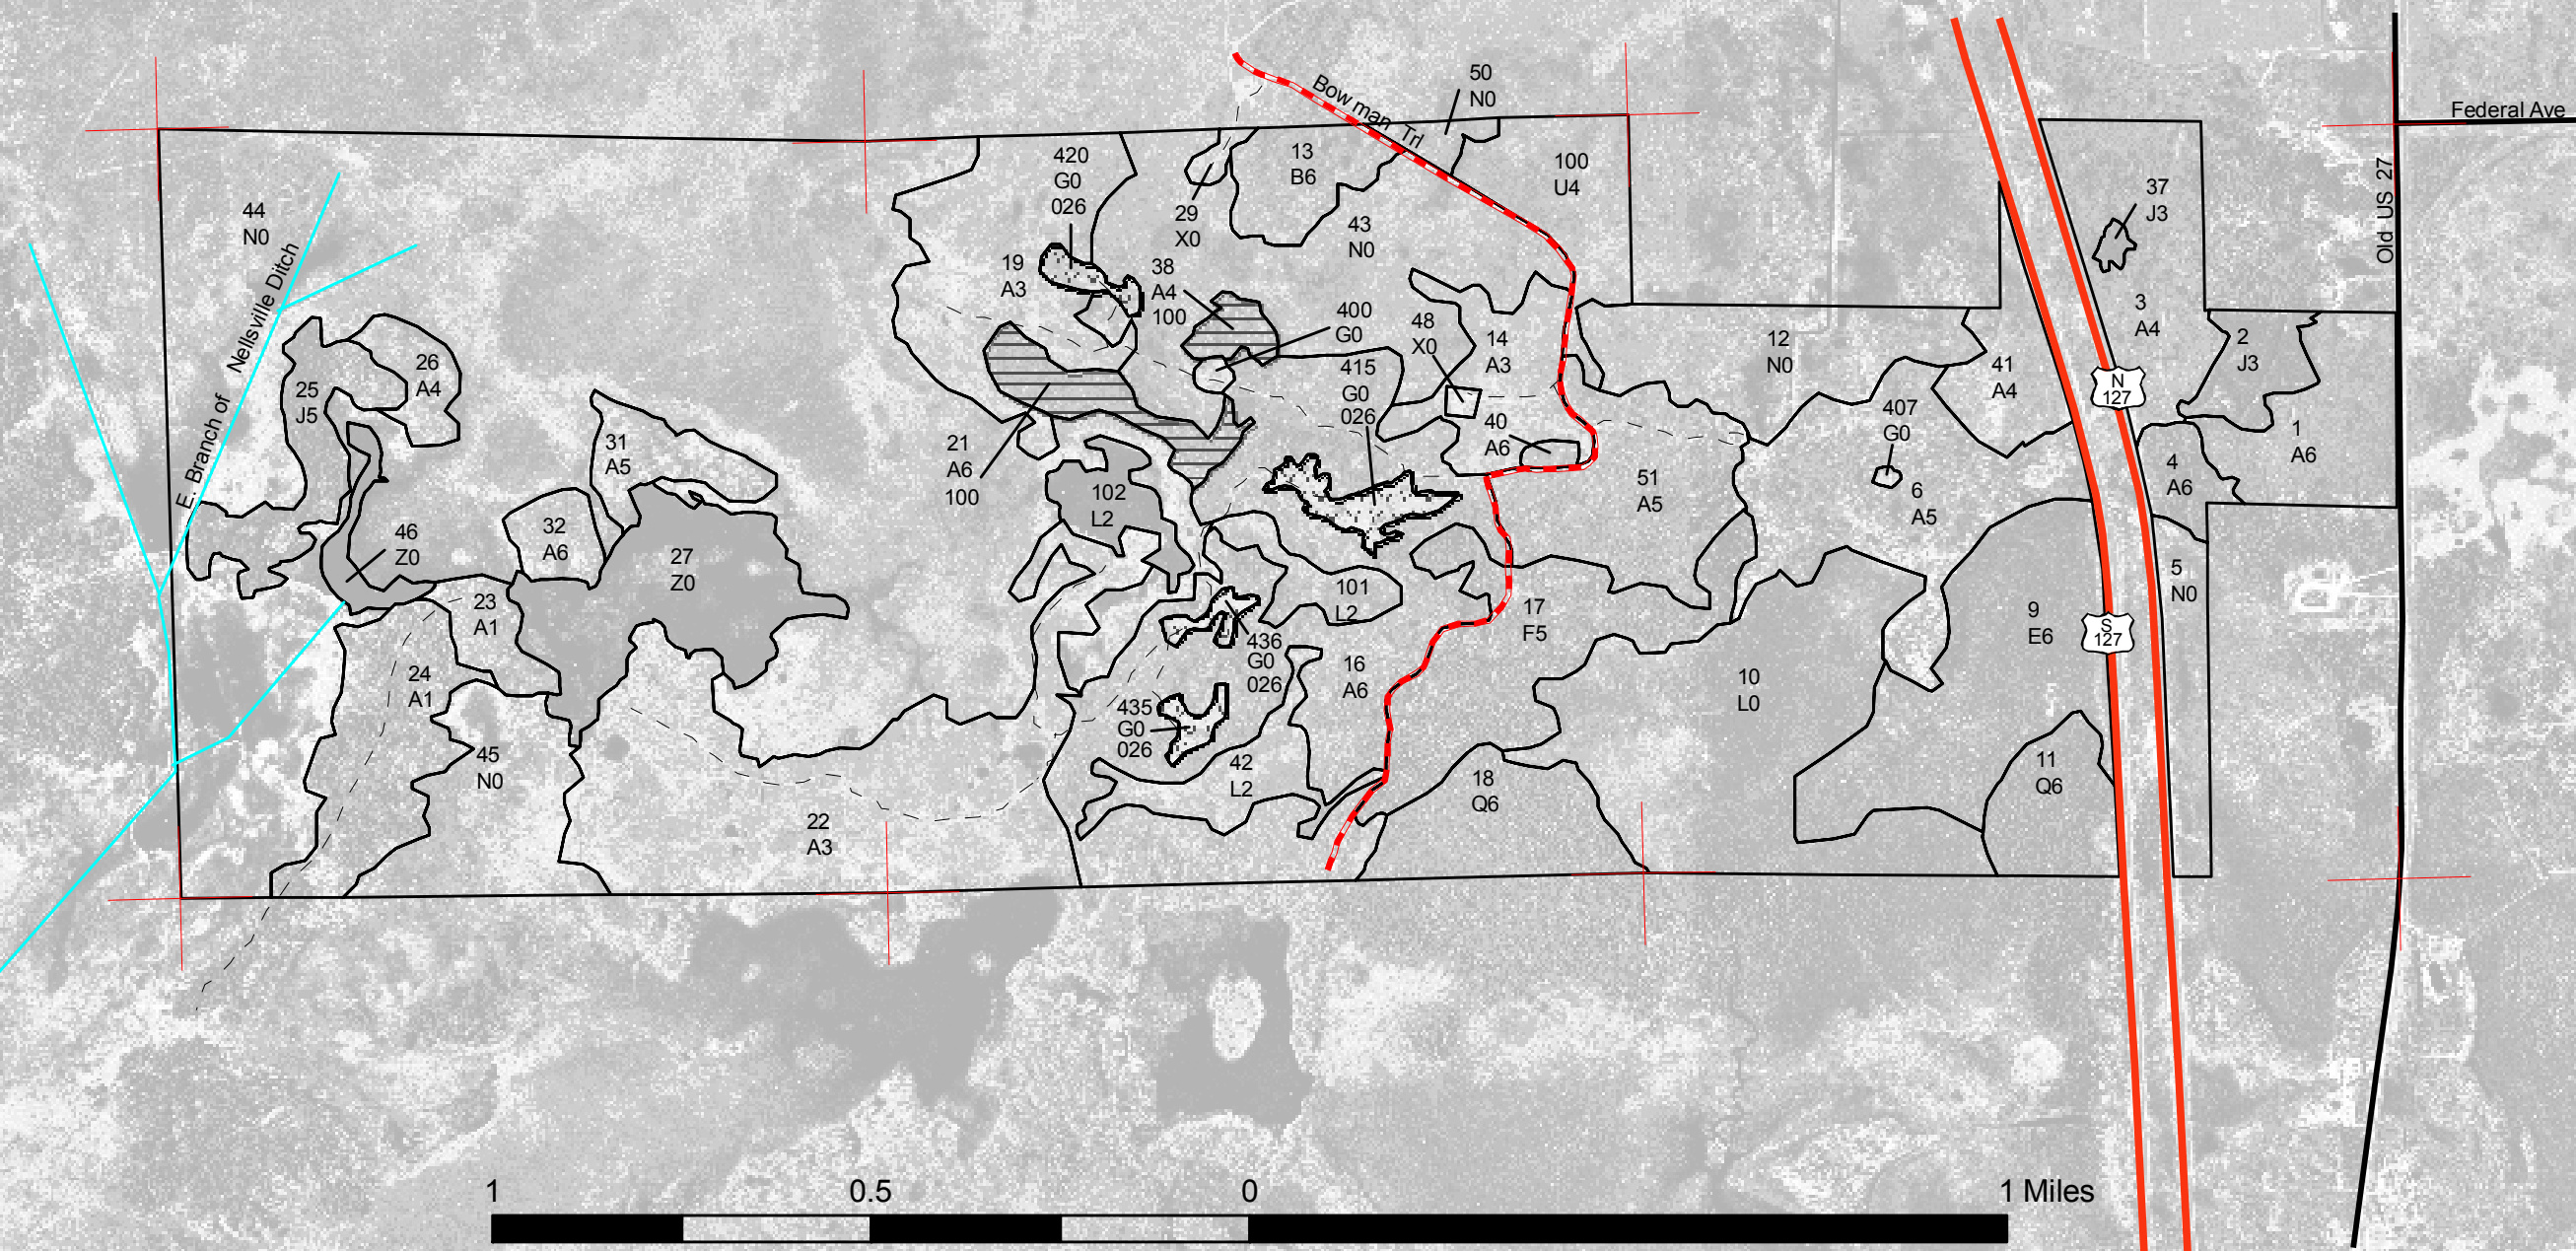 50
N0
Bowman Trl
Federal Ave
420
G0
026
13
B6
100
U4
37
J3
Old US 27
44
N0
29
X0
43
N0
E. Branch of Nellsville Ditch
19
A3
38
A4
100
400
G0
48
X0
14
A3
12
N0
3
A4
2
J3
26
A4
25
J5
415
G0
026
41
A4
N
127
407
G0
1
A6
31
A5
21
A6
100
40
A6
51
A5
6
A5
4
A6
102
L2
46
Z0
32
A6
27
Z0
5
N0
23
A1
101
L2
17
F5
9
E6
S
127
436
G0
026
16
A6
24
A1
10
L0
435
G0
026
45
N0
42
L2
18
Q6
11
Q6
22
A3
1 0.5 0 1 Miles